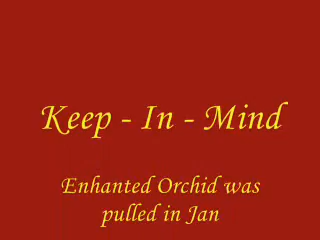 Keep - In - Mind
Enhanted Orchid was
pulled in Jan